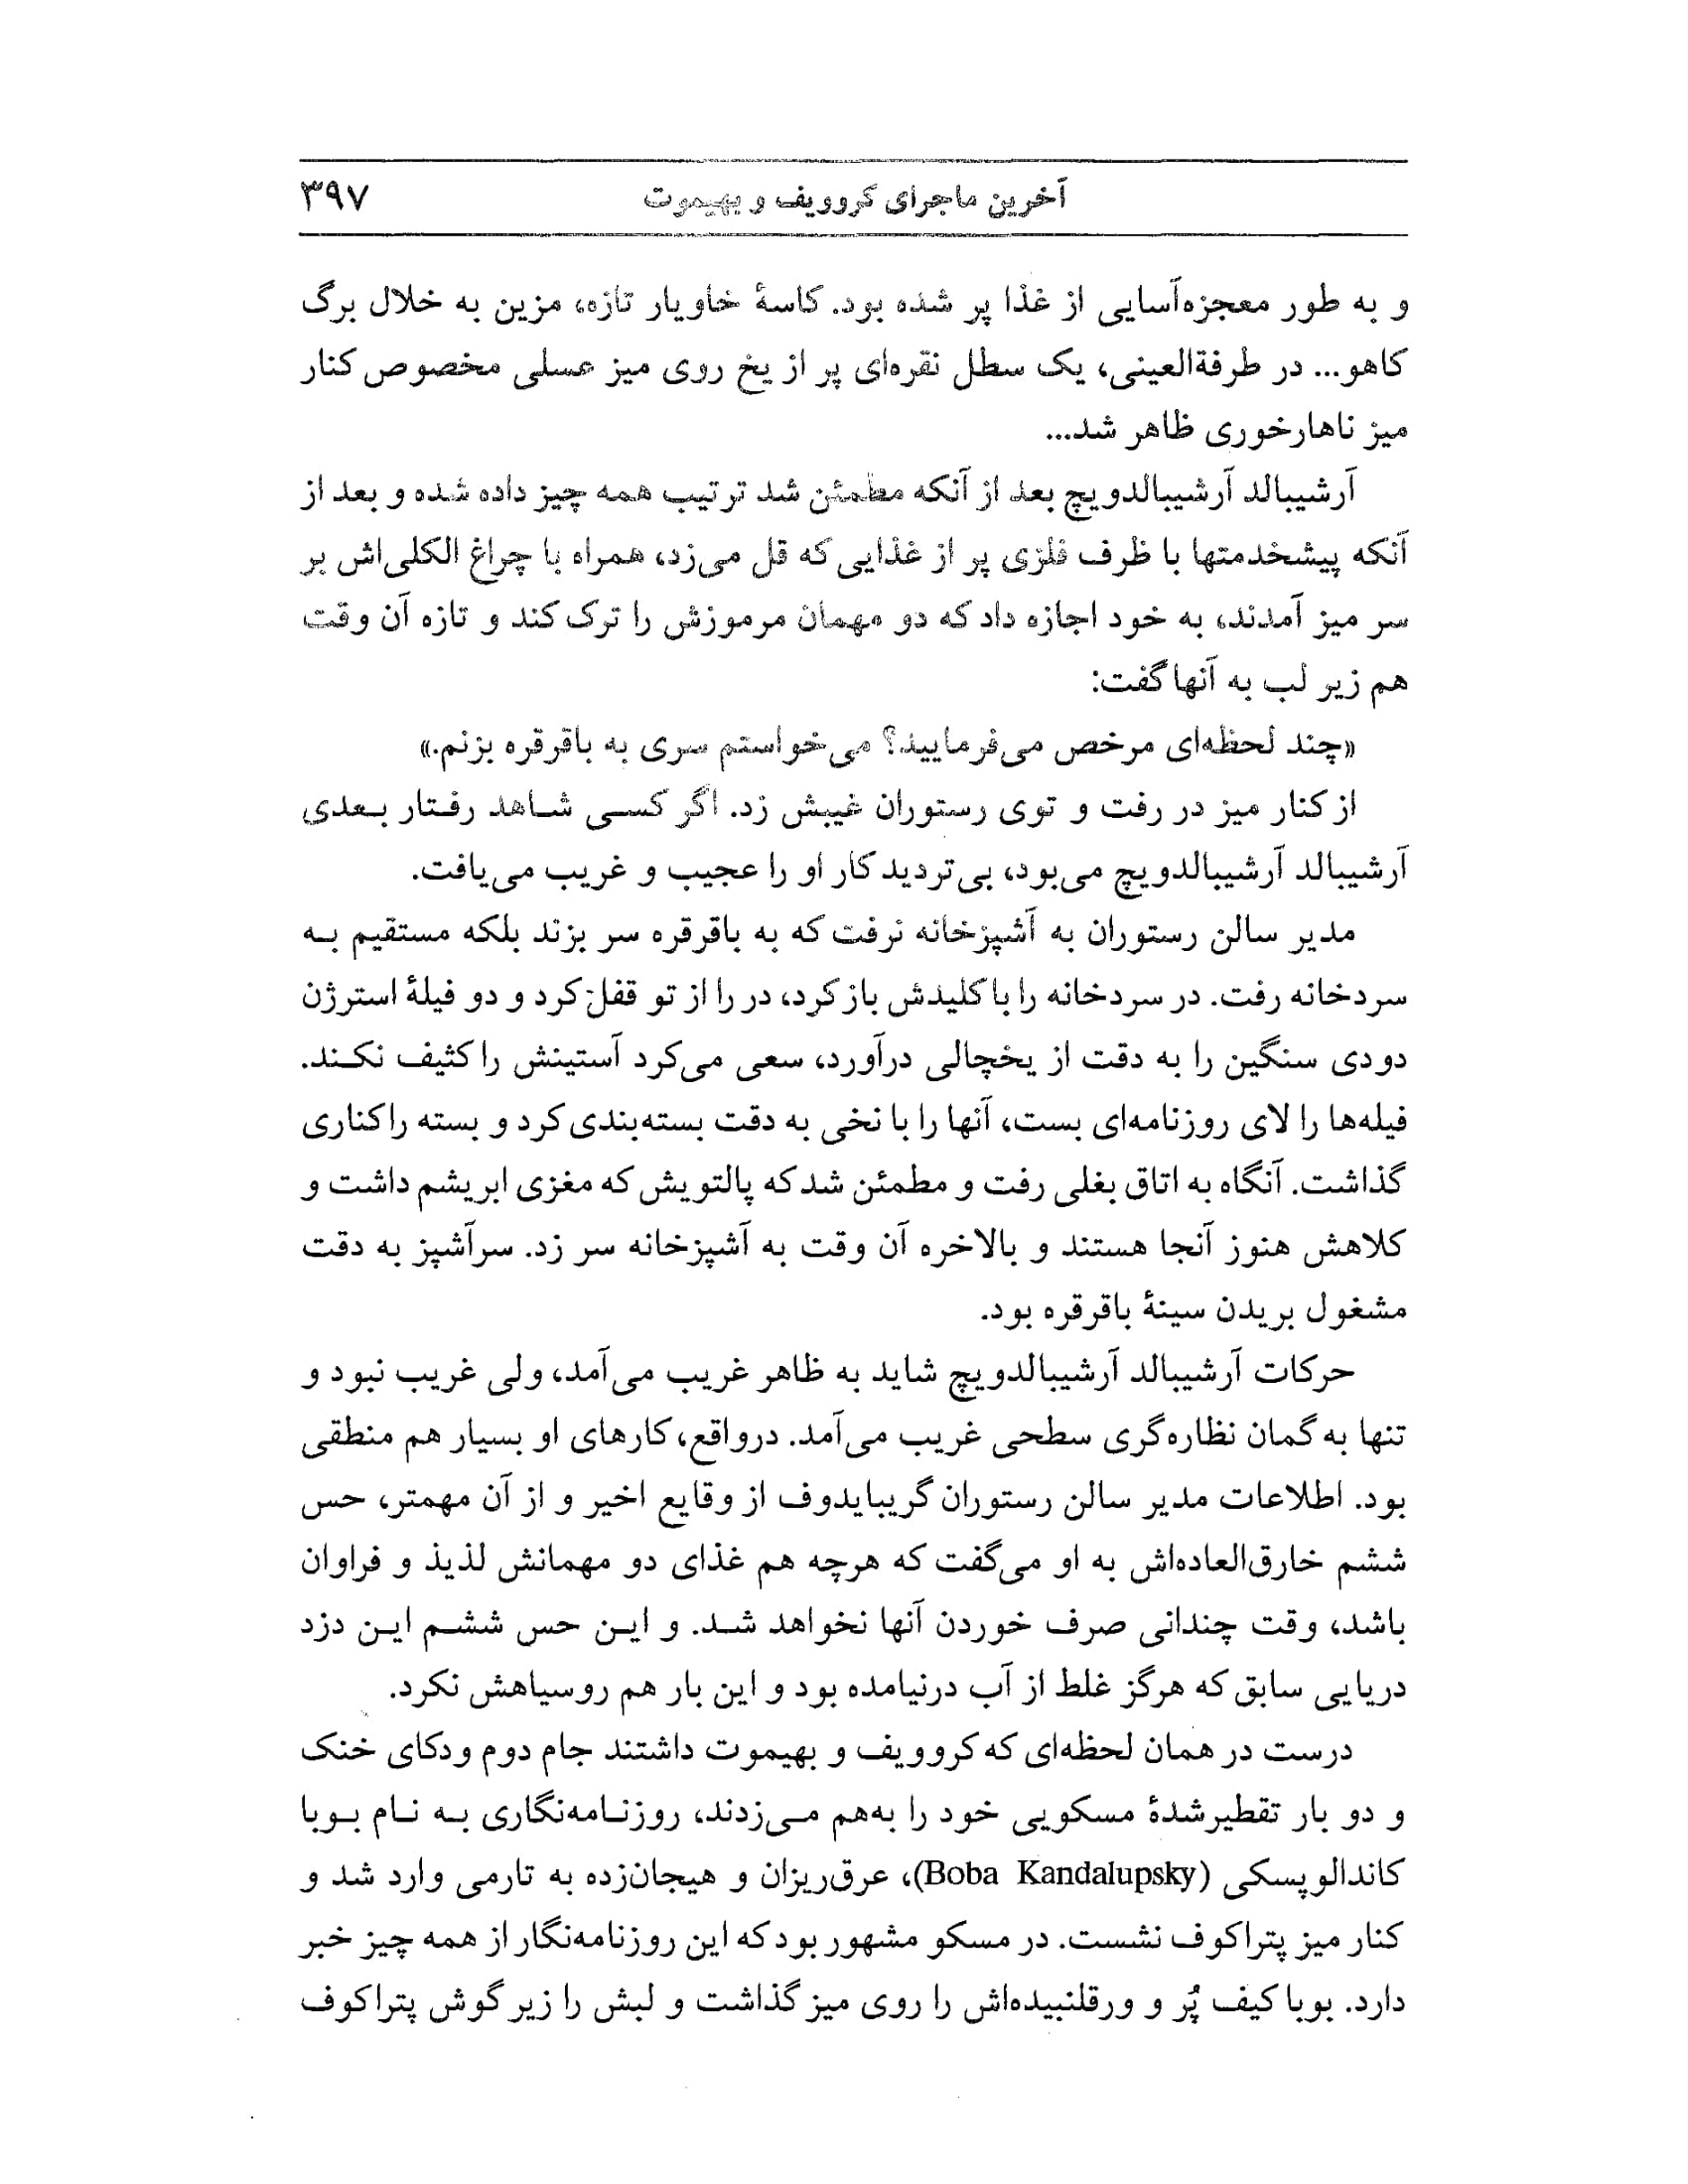 آخرین ماجرای کروویف و بهیموت ۳۹۷
و به طور معجزه‌آسایی از غذا پر شده بود. کاسهٔ خاویار تازه، مزین به خلال برگ
کاهو... در طرفةالعینی، یک سطل نقره‌ای پر از یخ روی میز عسلی مخصوص کنار
میز ناهارخوری ظاهر شد...
آرشیبالد آرشیبالدویچ بعد از آنکه مطمئن شد ترتیب همه چیز داده شده و بعد از
آنکه پیشخدمتها با ظرف فلزی پر از غذایی که قل می‌زد، همراه با چراغ الکلی‌اش بر
سر میز آمدند، به خود اجازه داد که دو مهمان مرموزش را ترک کند و تازه آن وقت
هم زیر لب به آنها گفت:
«چند لحظه‌ای مرخص می‌فرمایید؟ می‌خواستم سری به باقرقره بزنم.»
از کنار میز در رفت و توی رستوران غیبش زد. اگر کسی شاهد رفتار بعدی
آرشیبالد آرشیبالدویچ می‌بود، بی‌تردید کار او را عجیب و غریب می‌یافت.
مدیر سالن رستوران به آشپزخانه نرفت که به باقرقره سر بزند بلکه مستقیم به
سردخانه رفت. در سردخانه را با کلیدش باز کرد، در را از تو قفل کرد و دو فیلهٔ استرژن
دودی سنگین را به دقت از یخچالی درآورد، سعی می‌کرد آستینش را کثیف نکند.
فیله‌ها را لای روزنامه‌ای بست، آنها را با نخی به دقت بسته‌بندی کرد و بسته را کناری
گذاشت. آنگاه به اتاق بغلی رفت و مطمئن شد که پالتویش که مغزی ابریشم داشت و
کلاهش هنوز آنجا هستند و بالاخره آن وقت به آشپزخانه سر زد. سرآشپز به دقت
مشغول بریدن سینهٔ باقرقره بود.
حرکات آرشیبالد آرشیبالدویچ شاید به ظاهر غریب می‌آمد، ولی غریب نبود و
تنها به گمان نظاره‌گری سطحی غریب می‌آمد. درواقع، کارهای او بسیار هم منطقی
بود. اطلاعات مدیر سالن رستوران گریبایدوف از وقایع اخیر و از آن مهمتر، حس
ششم خارق‌العاده‌اش به او می‌گفت که هرچه هم غذای دو مهمانش لذیذ و فراوان
باشد، وقت چندانی صرف خوردن آنها نخواهد شد. و این حس ششم این دزد
دریایی سابق که هرگز غلط از آب درنیامده بود و این بار هم روسیاهش نکرد.
درست در همان لحظه‌ای که کروویف و بهیموت داشتند جام دوم ودکای خنک
و دو بار تقطیرشدهٔ مسکویی خود را به‌هم می‌زدند، روزنامه‌نگاری به نام بوبا
کاندالوپسکی (Boba Kandalupsky)، عرق‌ریزان و هیجان‌زده به تارمی وارد شد و
کنار میز پتراکوف نشست. در مسکو مشهور بود که این روزنامه‌نگار از همه چیز خبر
دارد. بوبا کیف پُر و ورقلنبیده‌اش را روی میز گذاشت و لبش را زیر گوش پتراکوف